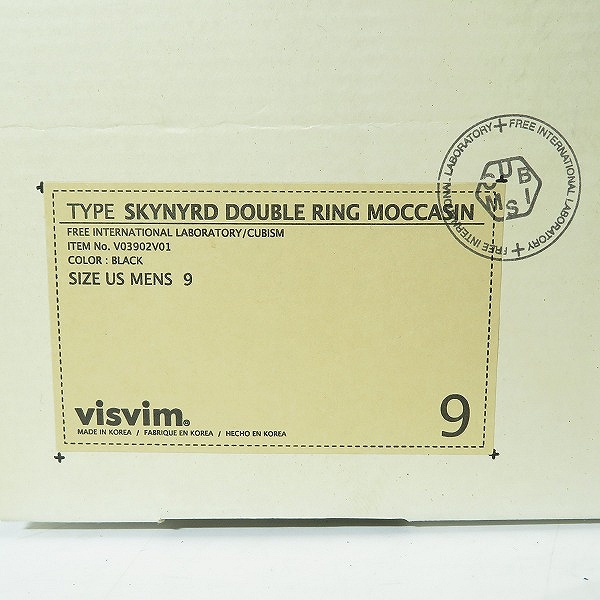 TYPE SKYNYRD DOUBLE RING MOCCASIN
FREE INTERNATIONAL LABORATORY/CUBISM
ITEM No. V03902V01
COLOR : BLACK
SIZE US MENS 9
visvim®
MADE IN KOREA / FABRIQUE EN KOREA / HECHO EN KOREA
9
FREE INTERNATIONAL LABORATORY + FREE INTERNATIONAL LABORATORY +
CUBISM